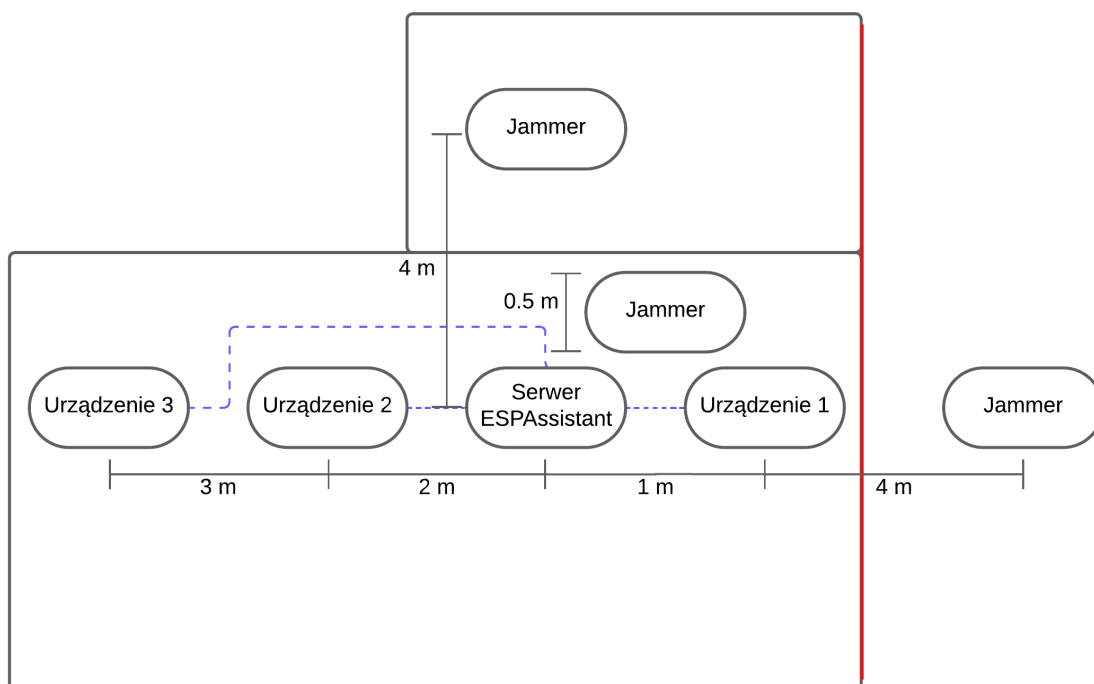 Jammer
4 m
0.5 m
Jammer
Urządzenie 3
Urządzenie 2
Serwer
ESPAssistant
Urządzenie 1
Jammer
3 m
2 m
1 m
4 m